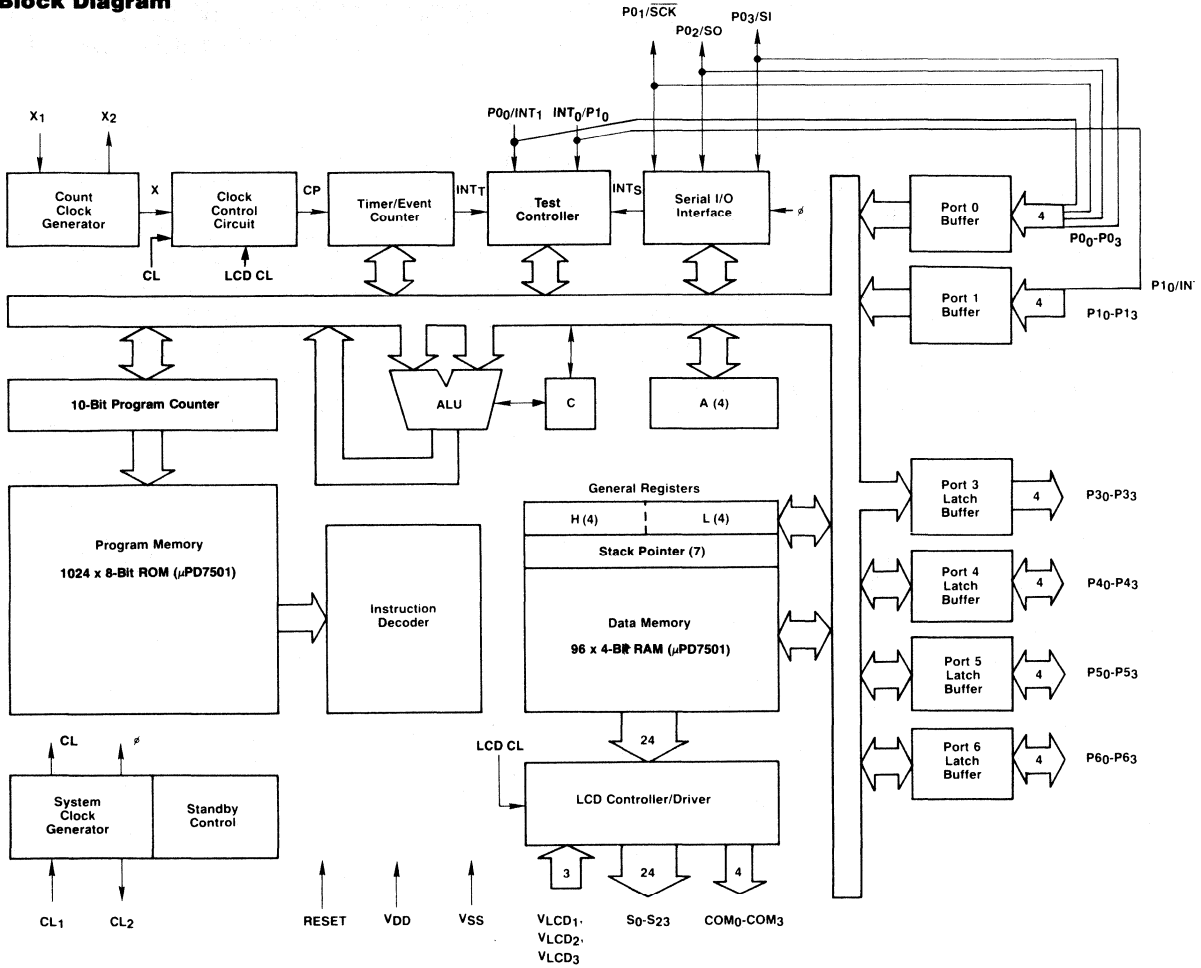 Block Diagram
P01/SCK
P02/SO
P03/SI
X1
X2
P00/INT1
INT0/P10
Count
Clock
Generator
X
Clock
Control
Circuit
CP
Timer/Event
Counter
INTT
Test
Controller
INTS
Serial I/O
Interface
ø
Port 0
Buffer
4
P00-P03
CL
LCD CL
Port 1
Buffer
4
P10/IN
P10-P13
10-Bit Program Counter
ALU
C
A (4)
General Registers
H (4)
L (4)
Stack Pointer (7)
Port 3
Latch
Buffer
4
P30-P33
Program Memory
1024 x 8-Bit ROM (µPD7501)
Instruction
Decoder
Data Memory
96 x 4-Bit RAM (µPD7501)
Port 4
Latch
Buffer
4
P40-P43
Port 5
Latch
Buffer
4
P50-P53
Port 6
Latch
Buffer
4
P60-P63
CL
ø
LCD CL
24
System
Clock
Generator
Standby
Control
LCD Controller/Driver
3
24
4
CL1
CL2
RESET
VDD
VSS
VLCD1,
VLCD2,
VLCD3
S0-S23
COM0-COM3